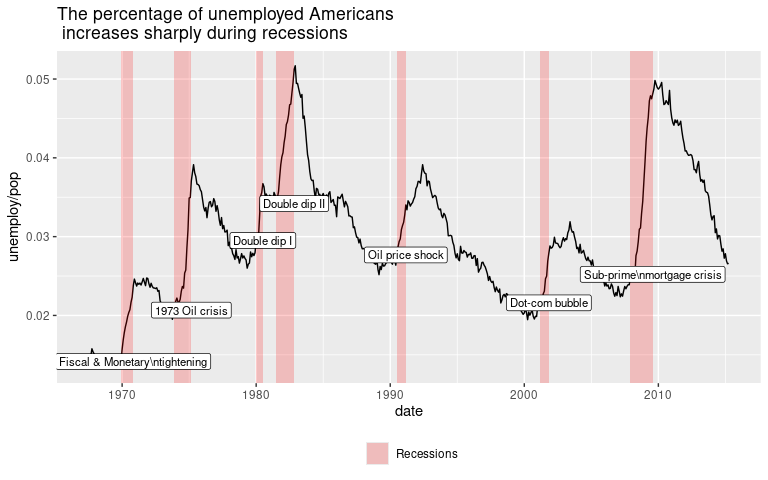 The percentage of unemployed Americans
increases sharply during recessions
unemploy/pop
0.05
0.04
0.03
0.02
Double dip II
Double dip I
Oil price shock
Sub-prime\nmortgage crisis
Dot-com bubble
1973 Oil crisis
Fiscal & Monetary\ntightening
1970
1980
1990
2000
2010
date
Recessions